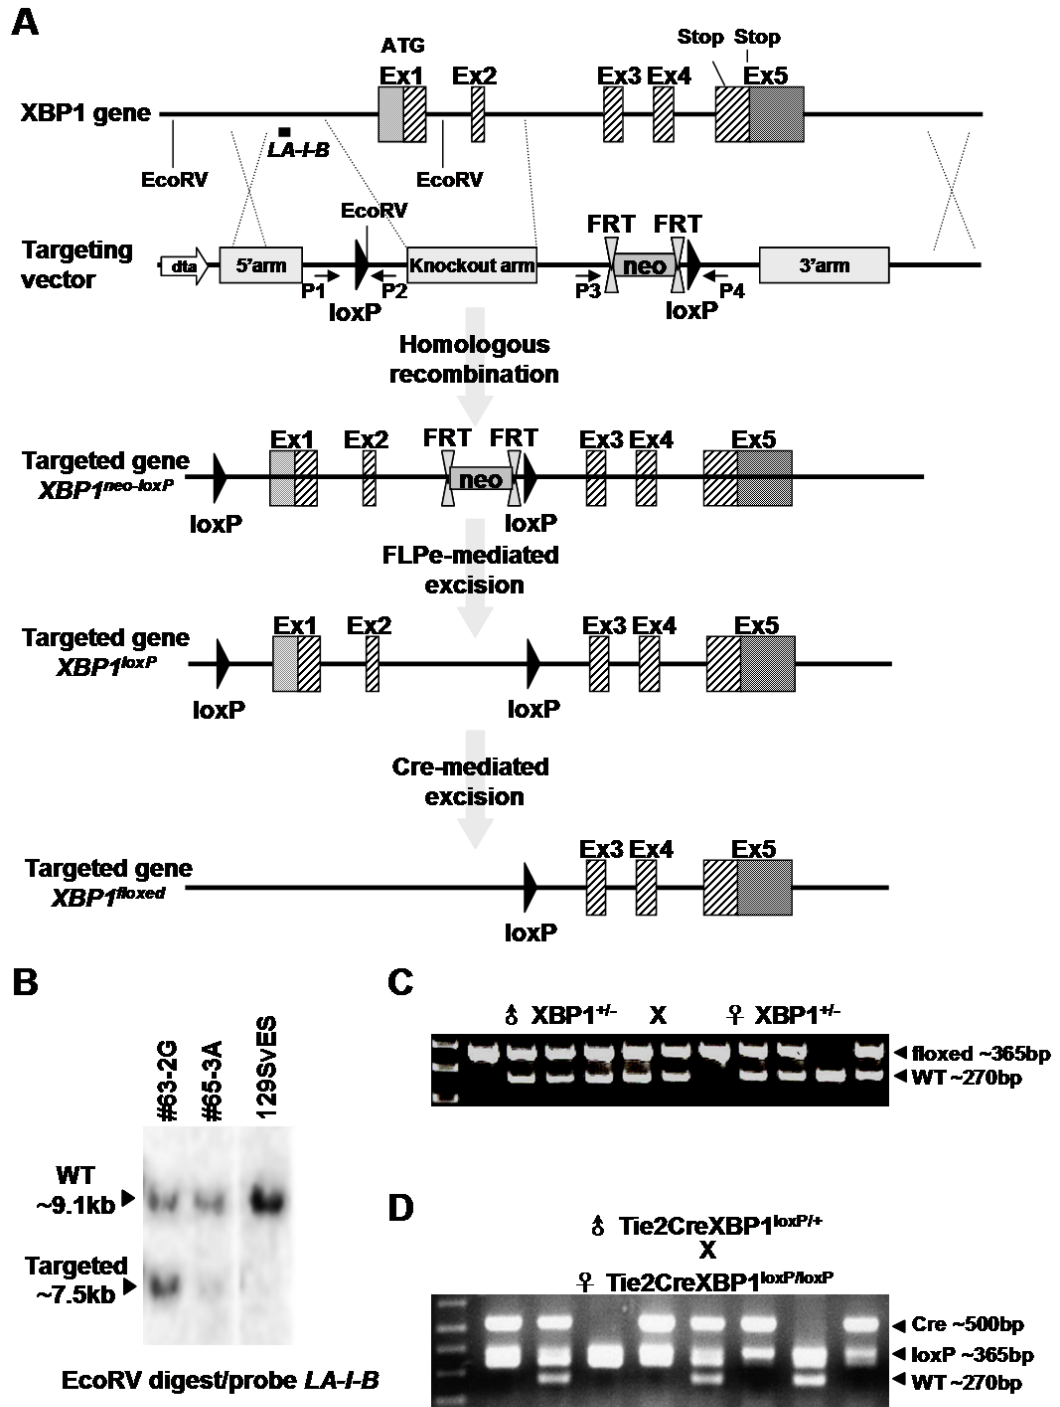 A
ATG
Stop Stop
Ex1 Ex2 Ex3 Ex4 Ex5
XBP1 gene
LA-I-B
EcoRV EcoRV
EcoRV
FRT FRT
Targeting
vector
dta 5'arm Knockout arm neo 3'arm
P1 P2 P3 P4
loxP loxP
Homologous
recombination
Ex1 Ex2 FRT FRT Ex3 Ex4 Ex5
Targeted gene
XBP1neo-loxP
neo
loxP loxP
FLPe-mediated
excision
Ex1 Ex2 Ex3 Ex4 Ex5
Targeted gene
XBP1loxP
loxP loxP
Cre-mediated
excision
Ex3 Ex4 Ex5
Targeted gene
XBP1floxed
loxP
B
#63-2G
#65-3A
129SvES
WT
~9.1kb
Targeted
~7.5kb
EcoRV digest/probe LA-I-B
C
♂ XBP1+/- X ♀ XBP1+/-
floxed ~365bp
WT ~270bp
D
♂ Tie2CreXBP1loxP/+
X
♀ Tie2CreXBP1loxP/loxP
Cre ~500bp
loxP ~365bp
WT ~270bp